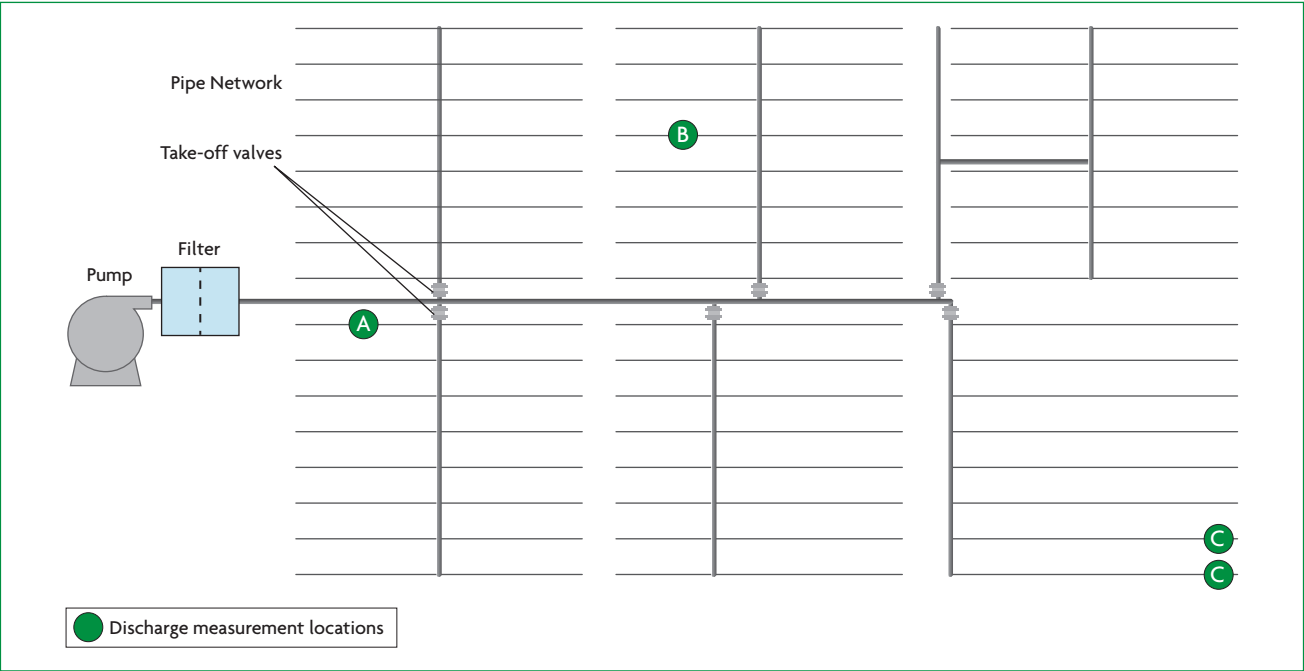 Pipe Network
B
Take-off valves
Filter
Pump
A
C
C
Discharge measurement locations